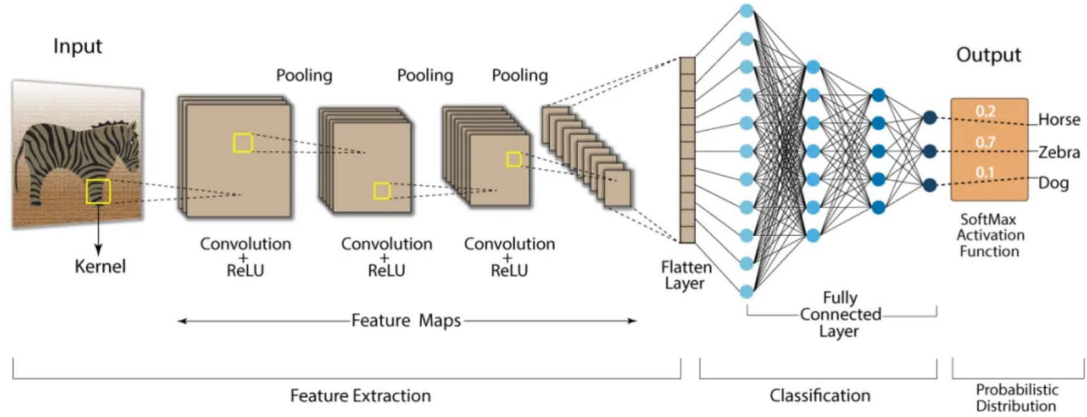 Input
Output
Pooling
Pooling
Pooling
0.2
Horse
0.7
Zebra
0.1
Dog
Kernel
Convolution
+
ReLU
Convolution
+
ReLU
Convolution
+
ReLU
Flatten
Layer
SoftMax
Activation
Function
Feature Maps
Fully
Connected
Layer
Feature Extraction
Classification
Probabilistic
Distribution